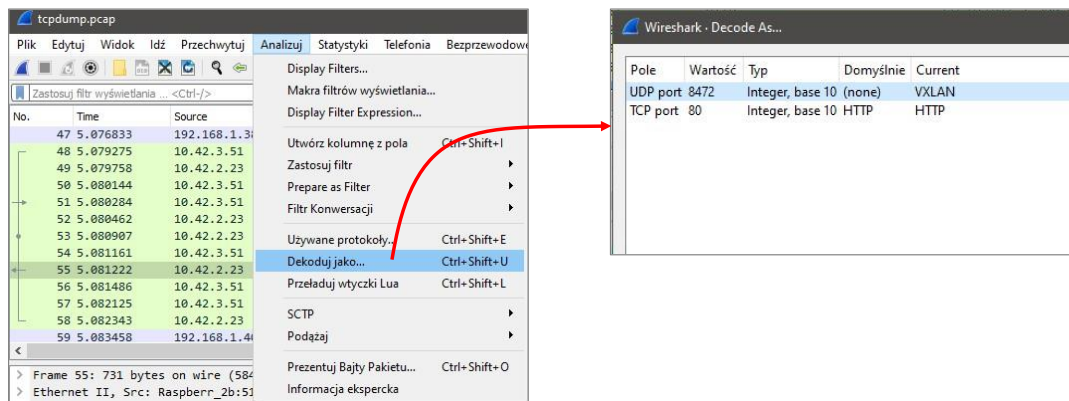 tcpdump.pcap
Plik Edytuj Widok Idź Przechwytuj Analizuj Statystyki Telefonia Bezprzewodowe
Zastosuj filtr wyświetlania ... <Ctrl-/>
No. Time Source
47 5.076833 192.168.1.38
48 5.079275 10.42.3.51
49 5.079758 10.42.2.23
50 5.080144 10.42.3.51
51 5.080284 10.42.3.51
52 5.080462 10.42.2.23
53 5.080907 10.42.2.23
54 5.081161 10.42.3.51
55 5.081222 10.42.2.23
56 5.081486 10.42.3.51
57 5.082125 10.42.3.51
58 5.082343 10.42.2.23
59 5.083458 192.168.1.40
Frame 55: 731 bytes on wire (584
Ethernet II, Src: Raspberr_2b:51
Display Filters...
Makra filtrów wyświetlania...
Display Filter Expression...
Utwórz kolumnę z pola Ctrl+Shift+I
Zastosuj filtr
Prepare as Filter
Filtr Konwersacji
Używane protokoły... Ctrl+Shift+E
Dekoduj jako... Ctrl+Shift+U
Przeładuj wtyczki Lua Ctrl+Shift+L
SCTP
Podążaj
Prezentuj Bajty Pakietu... Ctrl+Shift+O
Informacja ekspercka
Wireshark · Decode As...
Pole Wartość Typ Domyślnie Current
UDP port 8472 Integer, base 10 (none) VXLAN
TCP port 80 Integer, base 10 HTTP HTTP